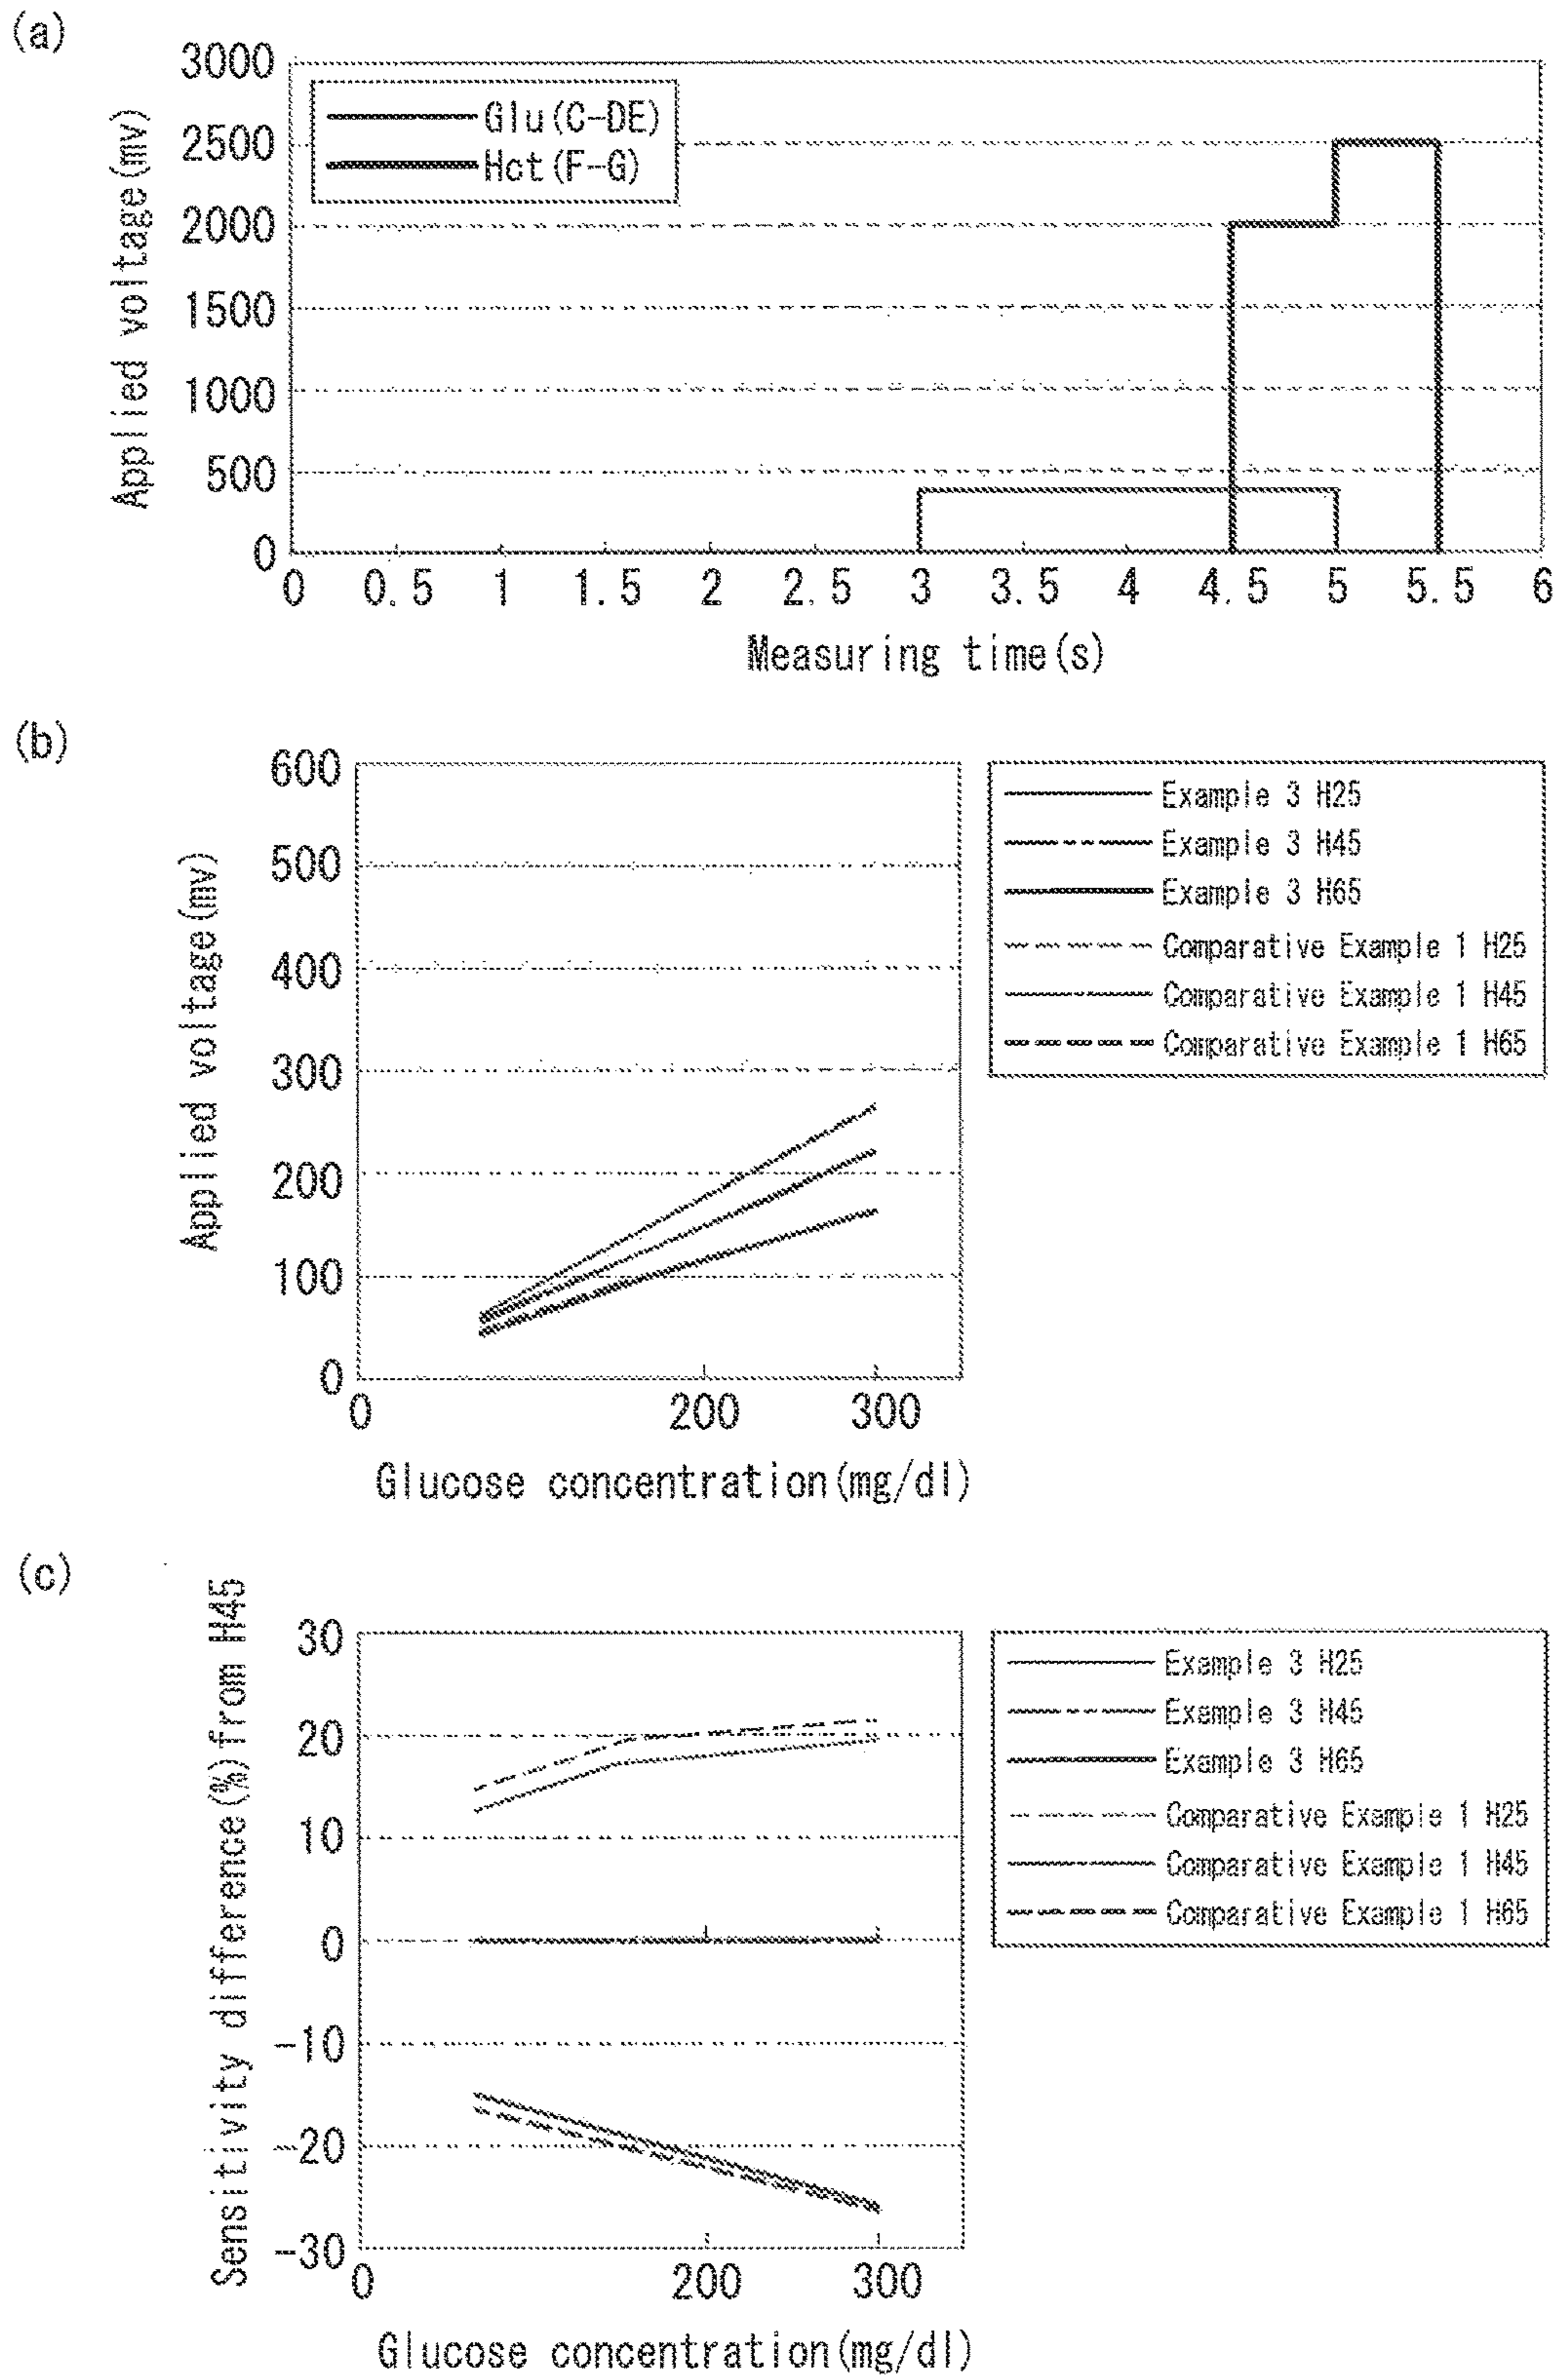 (a)
3000
2500
2000
1500
1000
500
0
Applied voltage(mv)
Glu(C-DE)
Hct(F-G)
0 0.5 1 1.5 2 2.5 3 3.5 4 4.5 5 5.5 6
Measuring time(s)
(b)
600
500
400
300
200
100
0
Applied voltage(mv)
0 200 300
Glucose concentration(mg/dl)
Example 3 H25
Example 3 H45
Example 3 H65
Comparative Example 1 H25
Comparative Example 1 H45
Comparative Example 1 H65
(c)
30
20
10
0
-10
-20
-30
Sensitivity difference(%)from H45
0 200 300
Glucose concentration(mg/dl)
Example 3 H25
Example 3 H45
Example 3 H65
Comparative Example 1 H25
Comparative Example 1 H45
Comparative Example 1 H65